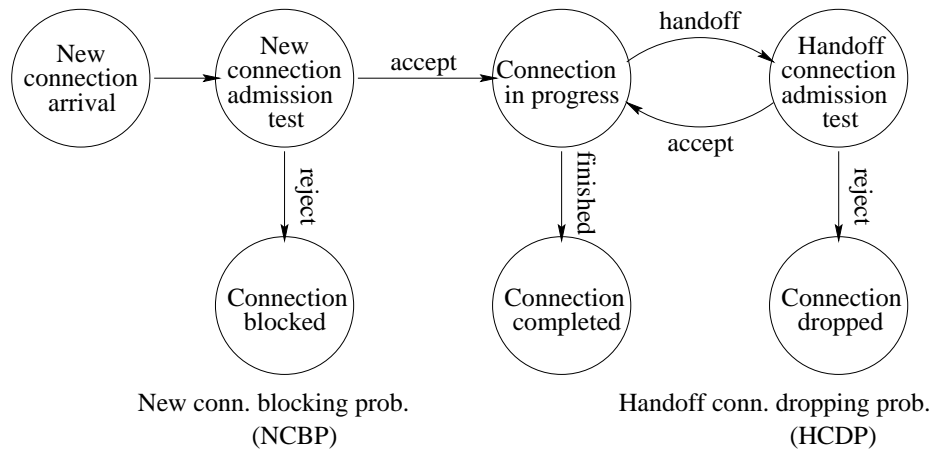 New
connection
arrival
New
connection
admission
test
accept
Connection
in progress
handoff
accept
Handoff
connection
admission
test
reject
finished
reject
Connection
blocked
Connection
completed
Connection
dropped
New conn. blocking prob.
(NCBP)
Handoff conn. dropping prob.
(HCDP)